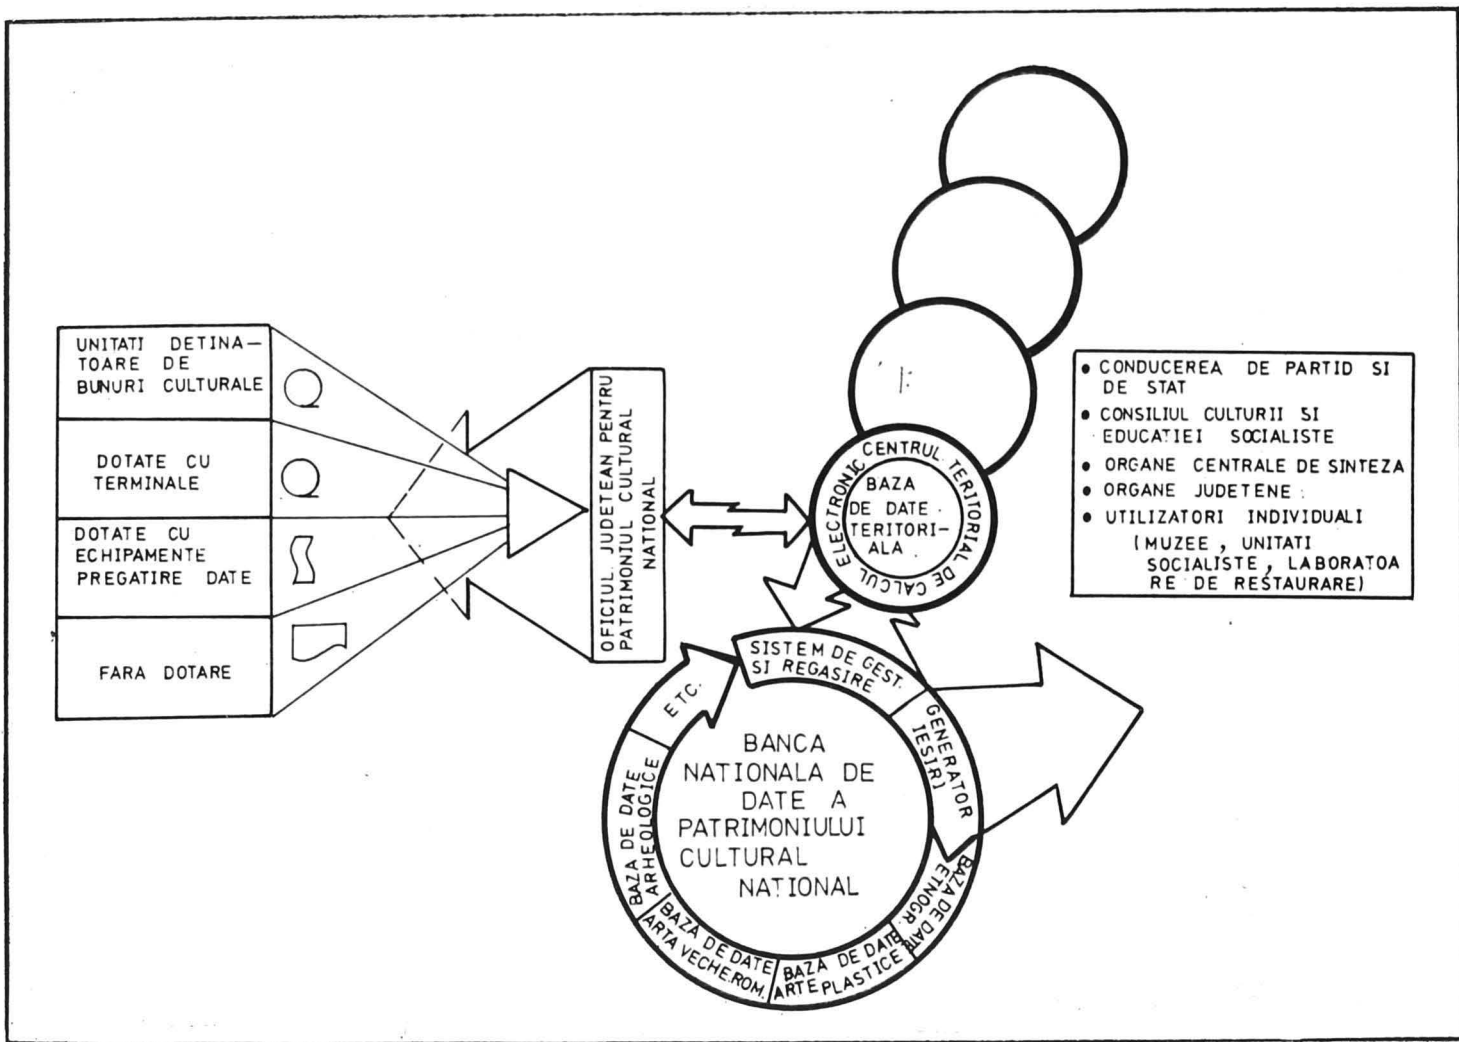 UNITATI DETINA—
TOARE DE
BUNURI CULTURALE
DOTATE CU
TERMINALE
DOTATE CU
ECHIPAMENTE
PREGATIRE DATE
FARA DOTARE
OFICIUL JUDETEAN PENTRU
PATRIMONIUL CULTURAL
NATIONAL
CENTRUL TERITORIAL DE CALCUL ELECTRONIC
BAZA
DE DATE
TERITORI-
ALA
• CONDUCEREA DE PARTID SI
DE STAT
• CONSILIUL CULTURII SI
EDUCATIEI SOCIALISTE
• ORGANE CENTRALE DE SINTEZA
• ORGANE JUDETENE
• UTILIZATORI INDIVIDUALI
(MUZEE, UNITATI
SOCIALISTE, LABORATOA
RE DE RESTAURARE)
SISTEM DE GEST.
SI REGASIRE
GENERATOR
IESIRI
BAZA DE DATE
ETNOGR.
BAZA DE DATE
ARTE PLASTICE
BAZA DE DATE
ARTA VECHE ROM.
BAZA DE DATE
ARHEOLOGICE
ETC.
BANCA
NATIONALA DE
DATE A
PATRIMONIULUI
CULTURAL
NATIONAL